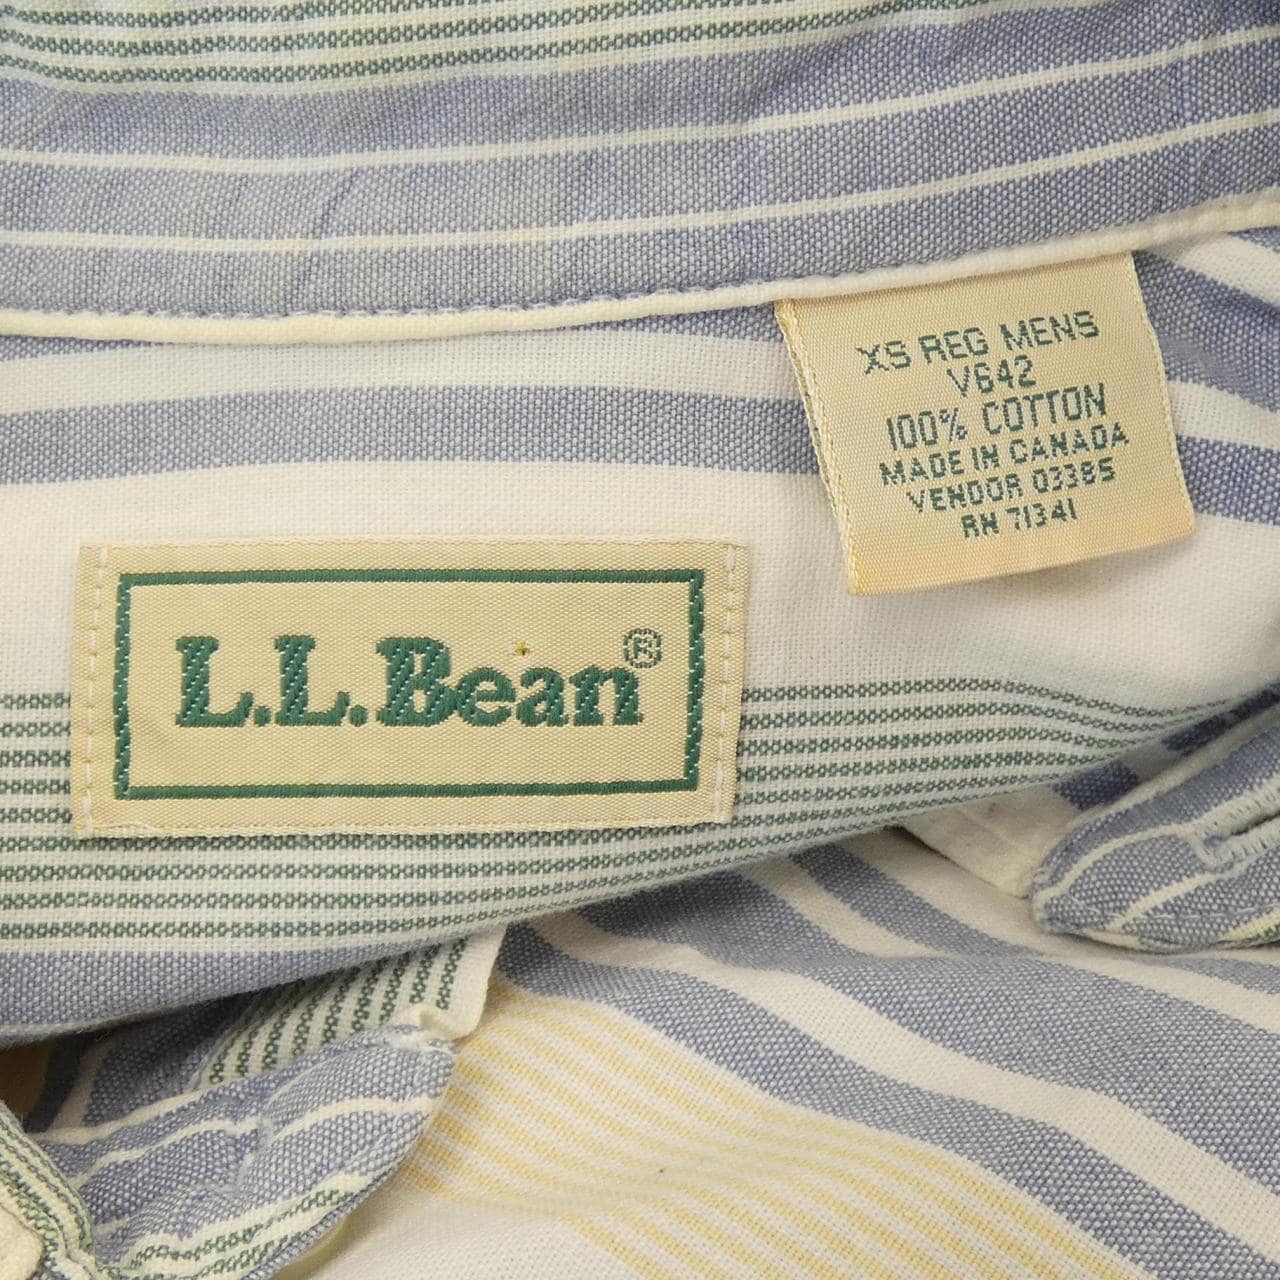 XS REG MENS
V642
100% COTTON
MADE IN CANADA
VENDOR 03385
RN 71341
L.L.Bean®